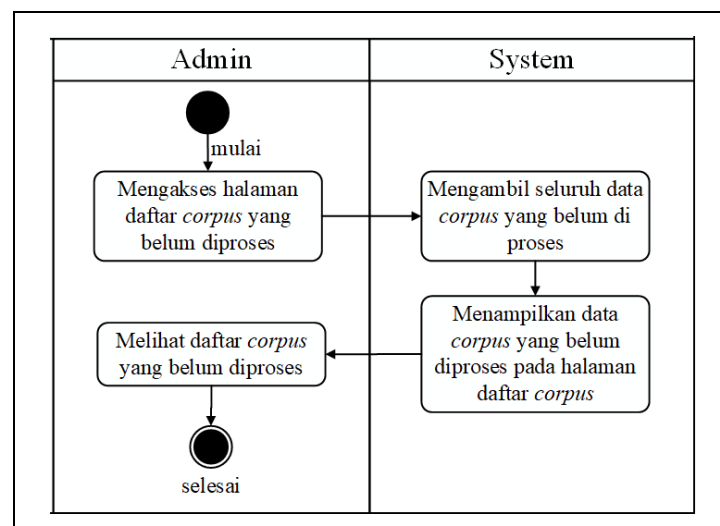 Admin
System
mulai
Mengakses halaman
daftar corpus yang
belum diproses
Mengambil seluruh data
corpus yang belum di
proses
Menampilkan data
corpus yang belum
diproses pada halaman
daftar corpus
Melihat daftar corpus
yang belum diproses
selesai